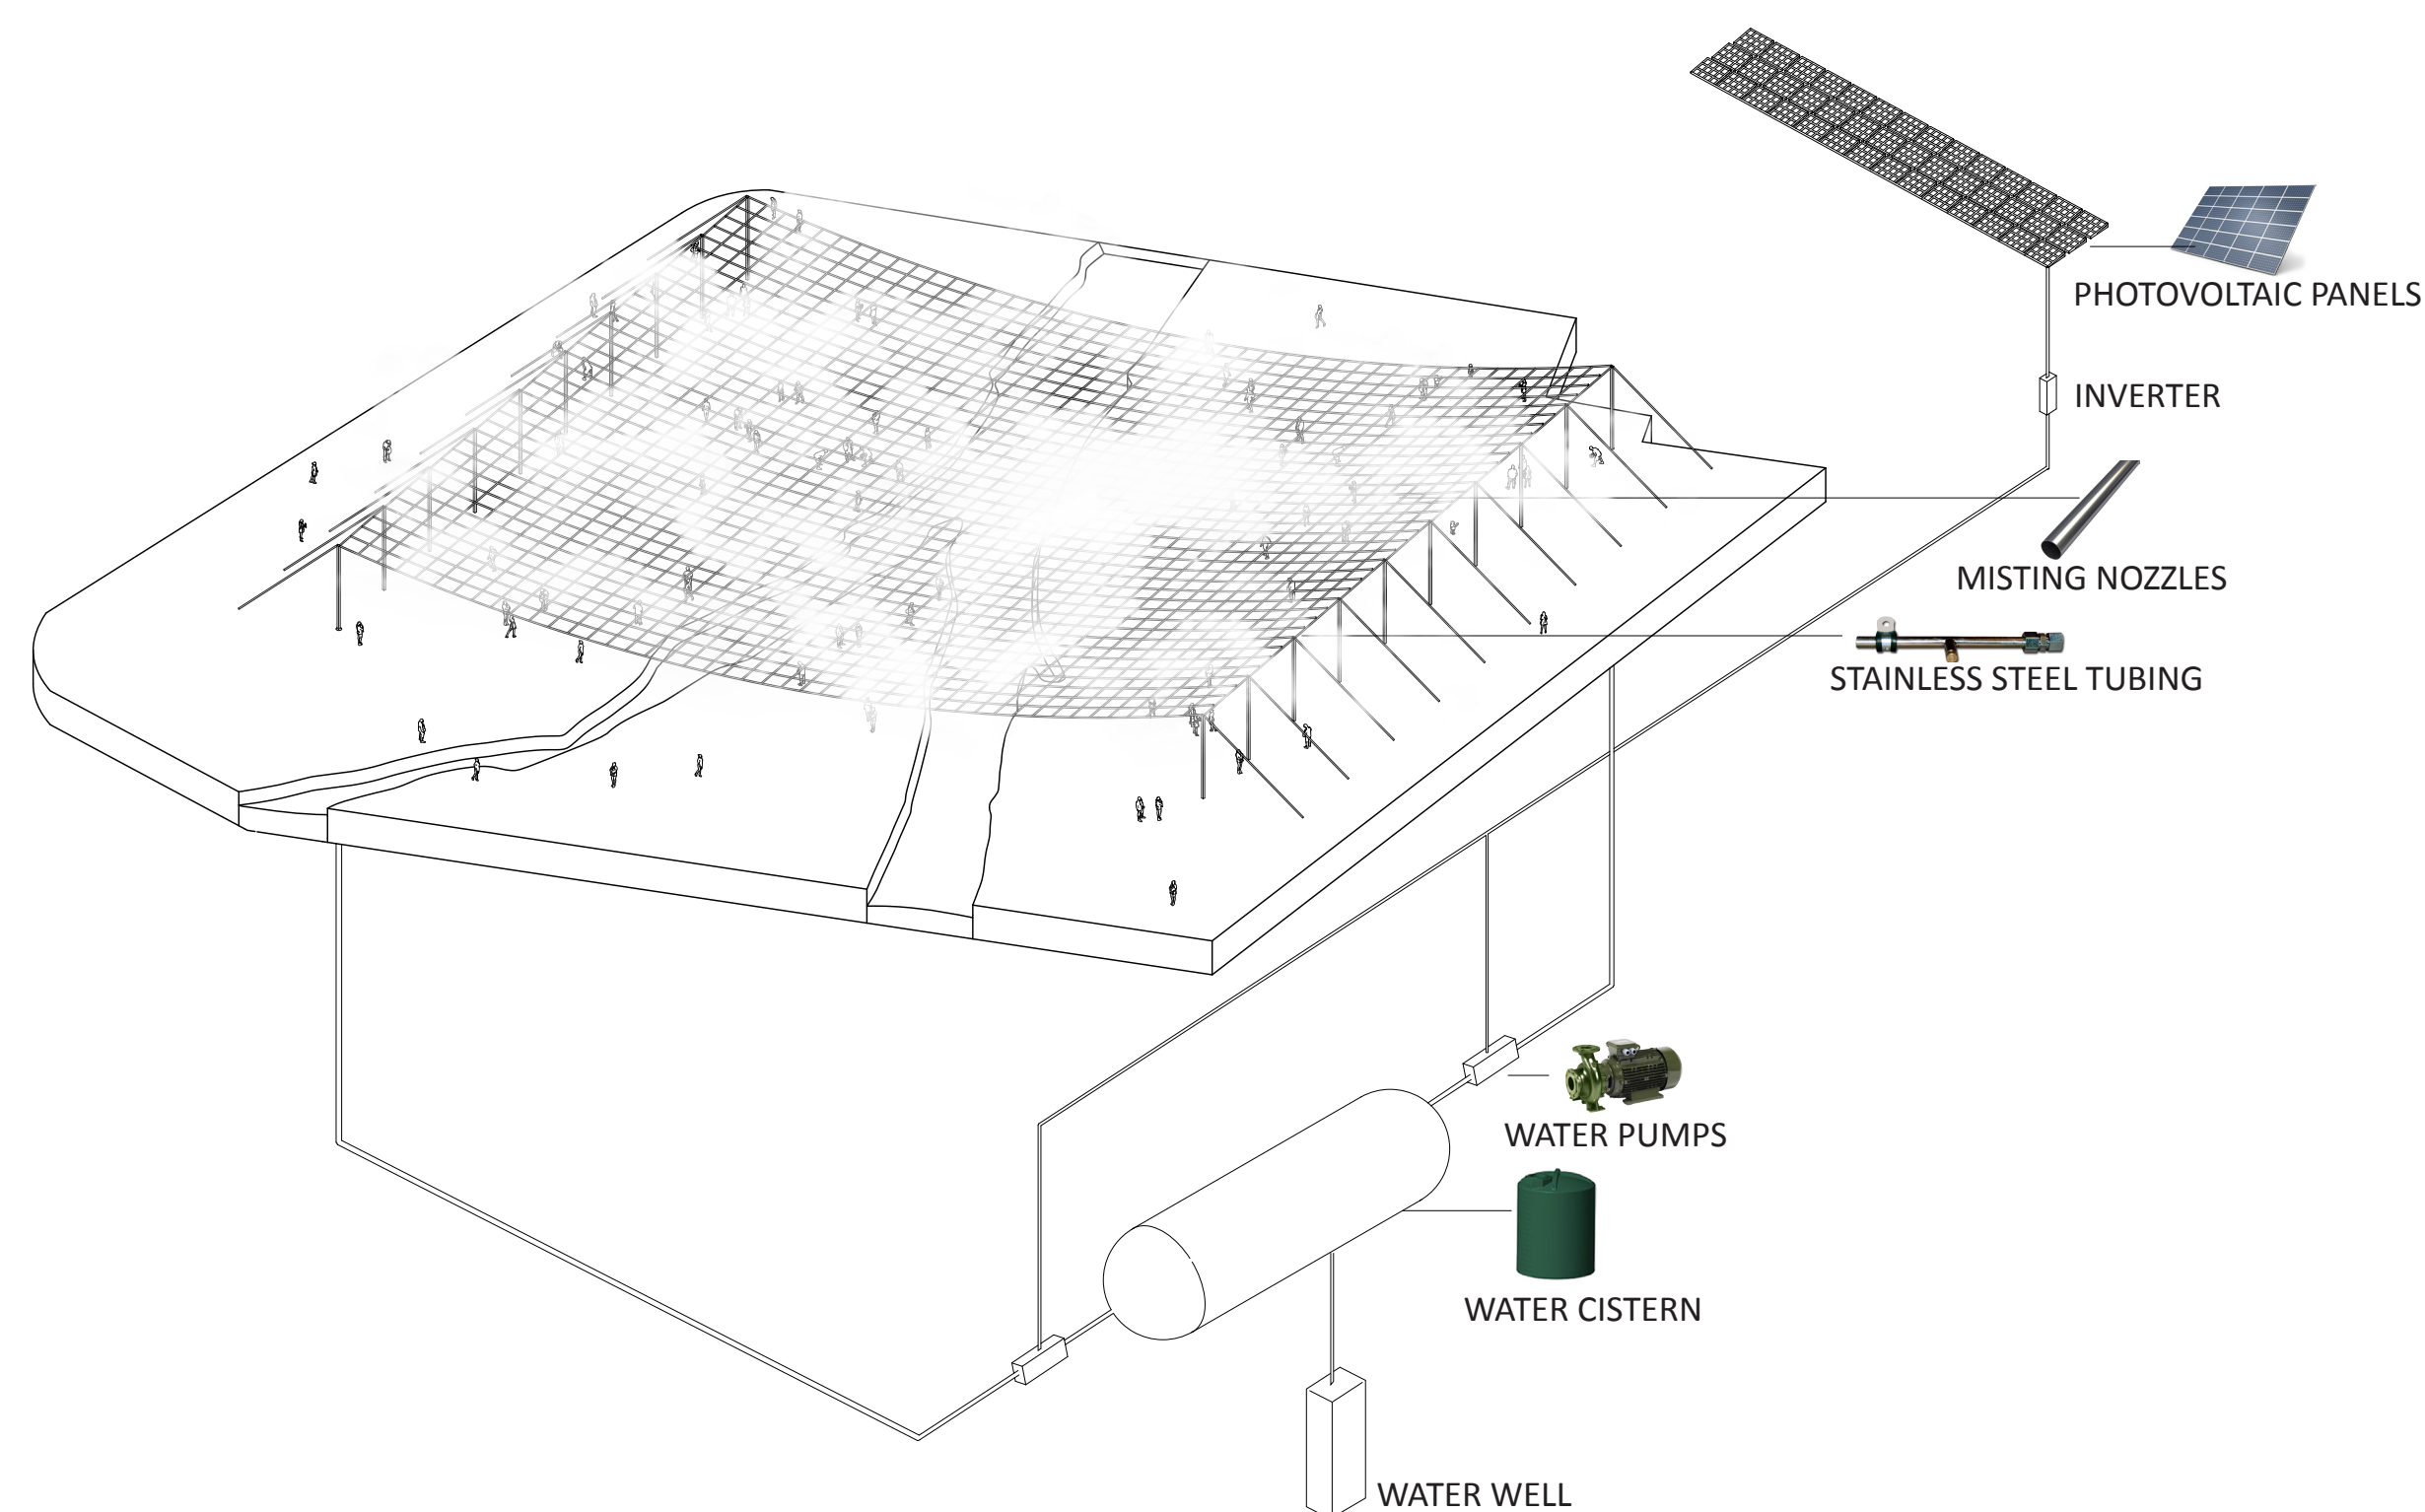 PHOTOVOLTAIC PANELS
INVERTER
MISTING NOZZLES
STAINLESS STEEL TUBING
WATER PUMPS
WATER CISTERN
WATER WELL